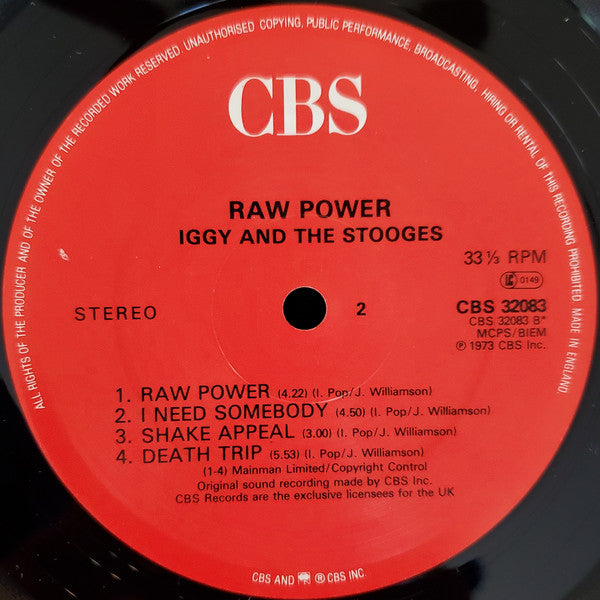 ALL RIGHTS OF THE PRODUCER AND OF THE OWNER OF THE RECORDED WORK RESERVED UNAUTHORISED COPYING, PUBLIC PERFORMANCE, BROADCASTING, HIRING OR RENTAL OF THIS RECORDING PROHIBITED. MADE IN ENGLAND.
CBS
RAW POWER
IGGY AND THE STOOGES
33⅓ RPM
LC 0149
STEREO
2
CBS 32083
CBS 32083 B*
MCPS/BIEM
℗ 1973 CBS Inc.
1. RAW POWER (4.22) (I. Pop/J. Williamson)
2. I NEED SOMEBODY (4.50) (I. Pop/J. Williamson)
3. SHAKE APPEAL (3.00) (I. Pop/J. Williamson)
4. DEATH TRIP (5.53) (I. Pop/J. Williamson)
(1-4) Mainman Limited/Copyright Control
Original sound recording made by CBS Inc.
CBS Records are the exclusive licensees for the UK
CBS AND ® CBS INC.